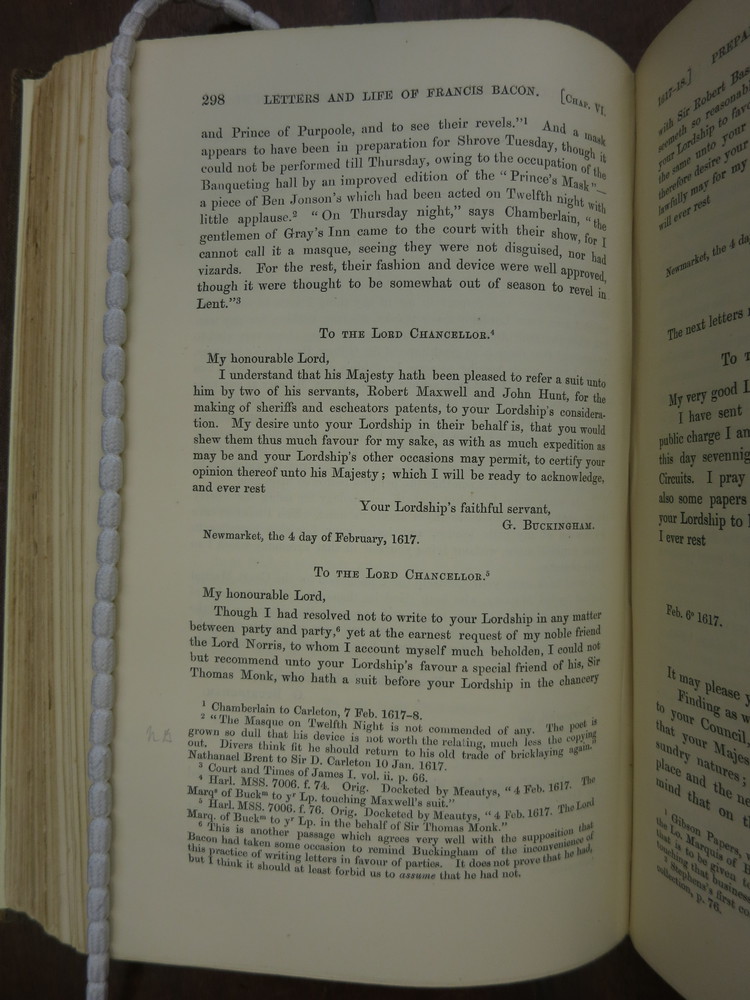 298 LETTERS AND LIFE OF FRANCIS BACON. [CHAP. VI.
and Prince of Purpoole, and to see their revels."1 And a mask
appears to have been in preparation for Shrove Tuesday, though it
could not be performed till Thursday, owing to the occupation of the
Banqueting hall by an improved edition of the "Prince's Mask"—
a piece of Ben Jonson's which had been acted on Twelfth night with
little applause.2 "On Thursday night," says Chamberlain, "the
gentlemen of Gray's Inn came to the court with their show, for I
cannot call it a masque, seeing they were not disguised, nor had
vizards. For the rest, their fashion and device were well approved,
though it were thought to be somewhat out of season to revel in
Lent."3
TO THE LORD CHANCELLOR.4
My honourable Lord,
I understand that his Majesty hath been pleased to refer a suit unto
him by two of his servants, Robert Maxwell and John Hunt, for the
making of sheriffs and escheators patents, to your Lordship's considera-
tion. My desire unto your Lordship in their behalf is, that you would
shew them thus much favour for my sake, as with as much expedition as
may be and your Lordship's other occasions may permit, to certify your
opinion thereof unto his Majesty; which I will be ready to acknowledge,
and ever rest
Your Lordship's faithful servant,
G. BUCKINGHAM.
Newmarket, the 4 day of February, 1617.
TO THE LORD CHANCELLOR.5
My honourable Lord,
Though I had resolved not to write to your Lordship in any matter
between party and party,6 yet at the earnest request of my noble friend
the Lord Norris, to whom I account myself much beholden, I could not
but recommend unto your Lordship's favour a special friend of his, Sir
Thomas Monk, who hath a suit before your Lordship in the chancery
1 Chamberlain to Carleton, 7 Feb. 1617-8.
2 "The Masque on Twelfth Night is not commended of any. The poet is
grown so dull that his device is not worth the relating, much less the copying
out. Divers think fit he should return to his old trade of bricklaying again."
Nathanael Brent to Sir D. Carleton 10 Jan. 1617.
3 Court and Times of James I. vol. ii. p. 66.
4 Harl. MSS. 7006. f. 74. Orig. Docketed by Meautys, "4 Feb. 1617. The
Marqs of Buckm to yr Lp. touching Maxwell's suit."
5 Harl. MSS. 7006. f. 76. Orig. Docketed by Meautys, "4 Feb. 1617. The Lord
Marq. of Buckm to yr Lp. in the behalf of Sir Thomas Monk."
6 This is another passage which agrees very well with the supposition that
Bacon had taken some occasion to remind Buckingham of the inconvenience of
this practice of writing letters in favour of parties. It does not prove that he had,
but I think it should at least forbid us to assume that he had not.
1617-18.] PREPA
with Sir Robert Bas
seemeth so reasonabl
your Lordship to favo
the same unto your
therefore desire your
lawfully may for my
will ever rest
Newmarket, the 4 da
The next letters
To T
My very good L
I have sent
public charge I an
this day sevennig
Circuits. I pray
also some papers
your Lordship to
I ever rest
Feb. 6o 1617.
It may please y
Finding as w
to your Council,
that your Majes
sundry natures;
place and the ne
mind that on th
1 Gibson Papers, v
the Lo. Marquis of B
that is to be given t
touching that business
2 Stephens's first co
collection, p. 76.